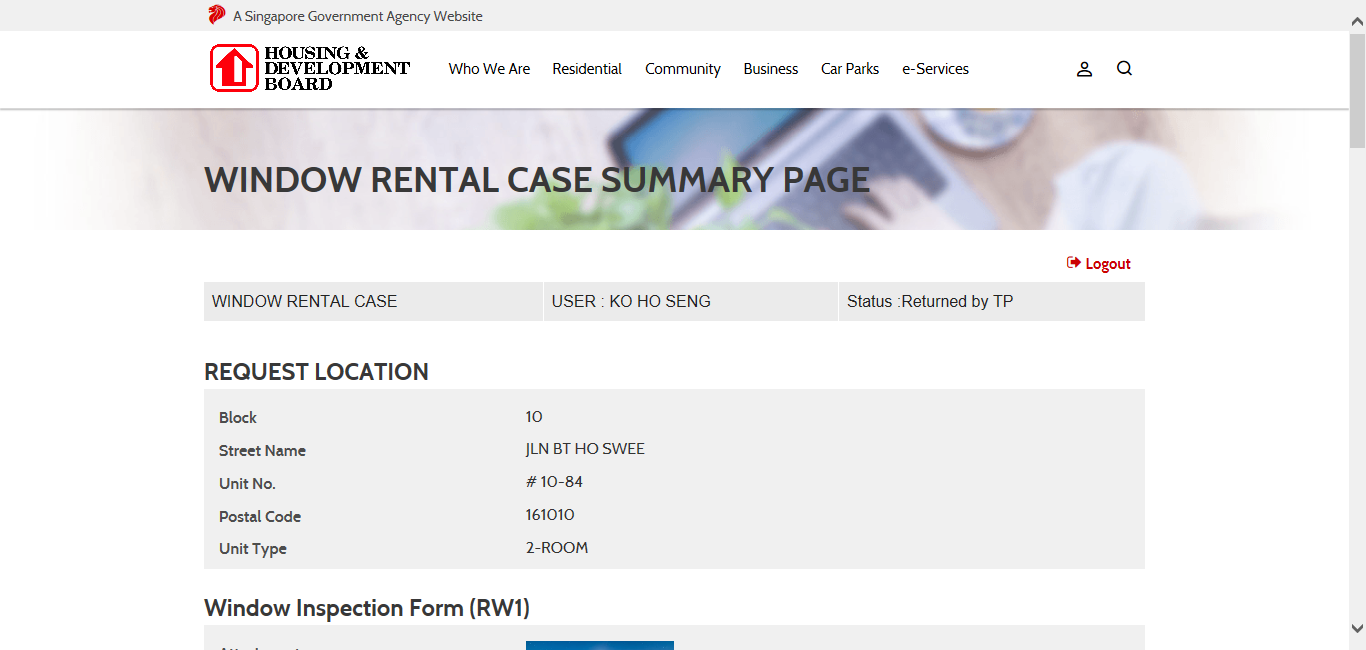 A Singapore Government Agency Website
HOUSING &
DEVELOPMENT
BOARD
Who We Are Residential Community Business Car Parks e-Services
WINDOW RENTAL CASE SUMMARY PAGE
Logout
WINDOW RENTAL CASE USER : KO HO SENG Status :Returned by TP
REQUEST LOCATION
Block 10
Street Name JLN BT HO SWEE
Unit No. # 10-84
Postal Code 161010
Unit Type 2-ROOM
Window Inspection Form (RW1)